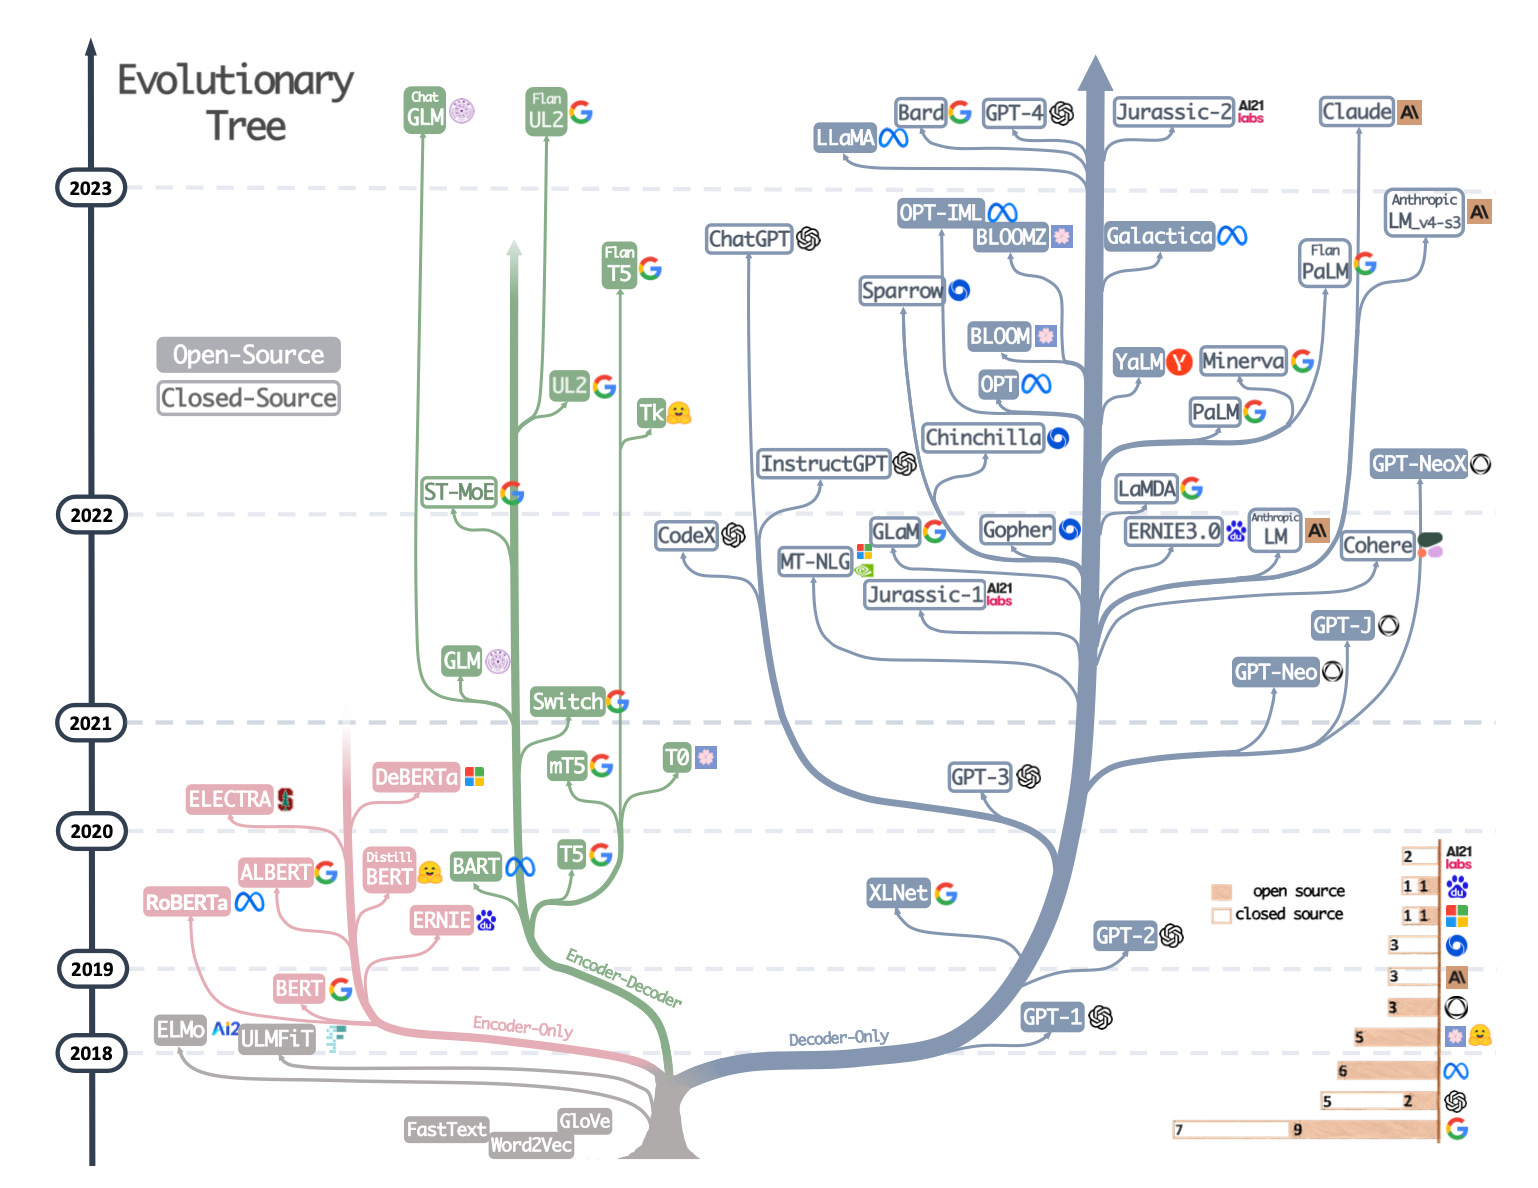 Evolutionary
Tree
2023
2022
2021
2020
2019
2018
Open-Source
Closed-Source
Chat
GLM
Flan
UL2
Flan
T5
UL2
Tk
ST-MoE
GLM
Switch
mT5
T0
T5
BART
Encoder-Decoder
DeBERTa
ELECTRA
ALBERT
Distill
BERT
RoBERTa
ERNIE
BERT
Encoder-Only
ELMo
Ai2
ULMFiT
FastText
Word2Vec
GloVe
LLaMA
Bard
GPT-4
Jurassic-2
AI21
labs
Claude
A\
Anthropic
LM_v4-s3
A\
ChatGPT
OPT-IML
BLOOMZ
Galactica
Flan
PaLM
Sparrow
BLOOM
YaLM
Y
Minerva
OPT
PaLM
Chinchilla
InstructGPT
GPT-NeoX
LaMDA
CodeX
GLaM
Gopher
ERNIE3.0
du
Anthropic
LM
A\
Cohere
MT-NLG
Jurassic-1
AI21
labs
GPT-J
GPT-Neo
GPT-3
XLNet
GPT-2
GPT-1
Decoder-Only
du
open source
closed source
2
AI21
labs
1 1
du
1 1
3
3
A\
3
5
6
5 2
7 9